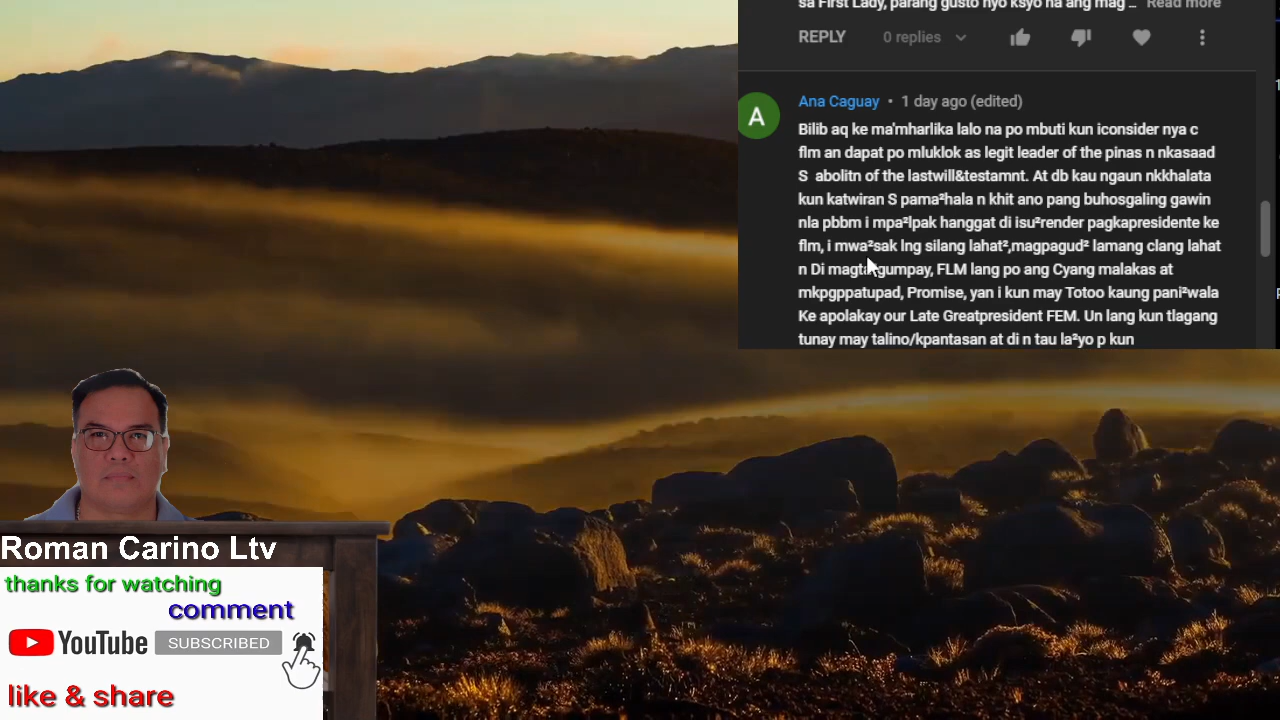 sa First Lady, parang gusto nyo ksyo na ang mag ... Read more
REPLY 0 replies
A
Ana Caguay • 1 day ago (edited)
Bilib aq ke ma'mharlika lalo na po mbuti kun iconsider nya c
flm an dapat po mluklok as legit leader of the pinas n nkasaad
S abolitn of the lastwill&testamnt. At db kau ngaun nkkhalata
kun katwiran S pama²hala n khit ano pang buhosgaling gawin
nla pbbm i mpa²lpak hanggat di isu²render pagkapresidente ke
flm, i mwa²sak lng silang lahat²,magpagud² lamang clang lahat
n Di magtagumpay, FLM lang po ang Cyang malakas at
mkpgppatupad, Promise, yan i kun may Totoo kaung pani²wala
Ke apolakay our Late Greatpresident FEM. Un lang kun tlagang
tunay may talino/kpantasan at di n tau la²yo p kun
Roman Carino Ltv
thanks for watching
comment
YouTube SUBSCRIBED
like & share